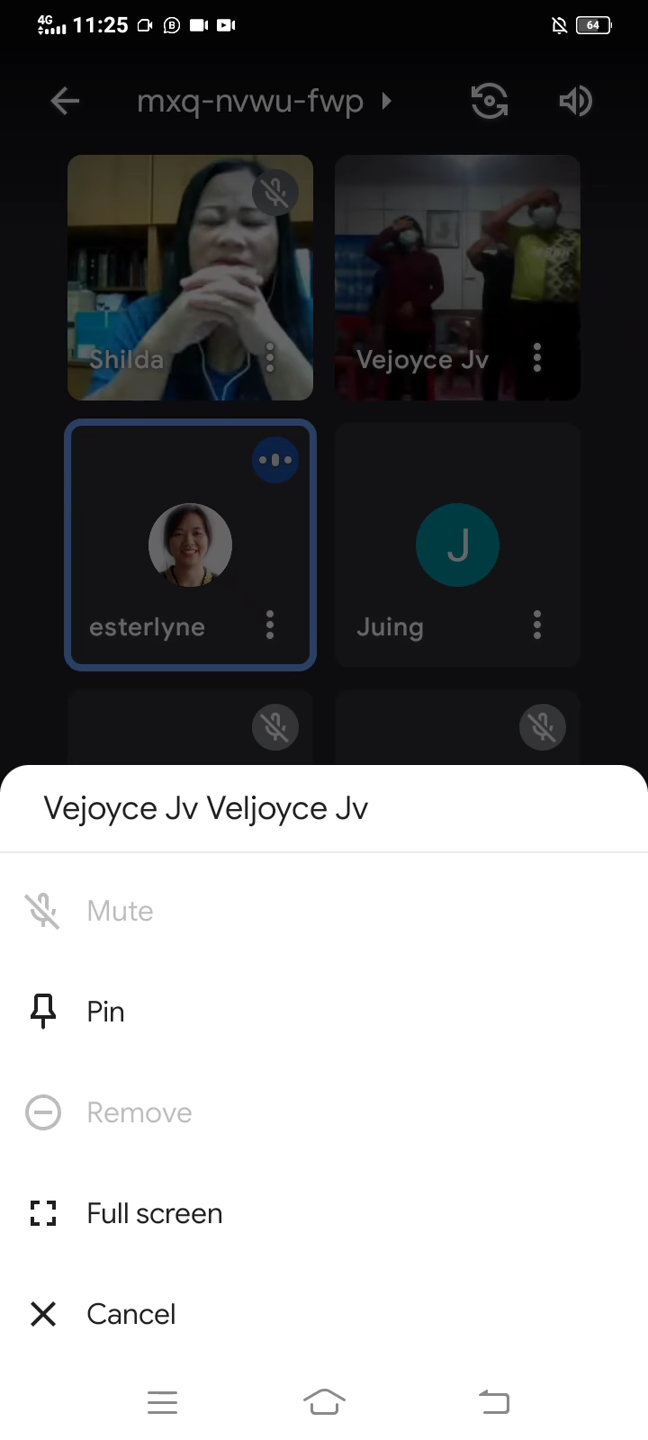 4G 11:25 B 64
mxq-nvwu-fwp
Shilda
Vejoyce Jv
esterlyne
J
Juing
Vejoyce Jv Veljoyce Jv
Mute
Pin
Remove
Full screen
Cancel